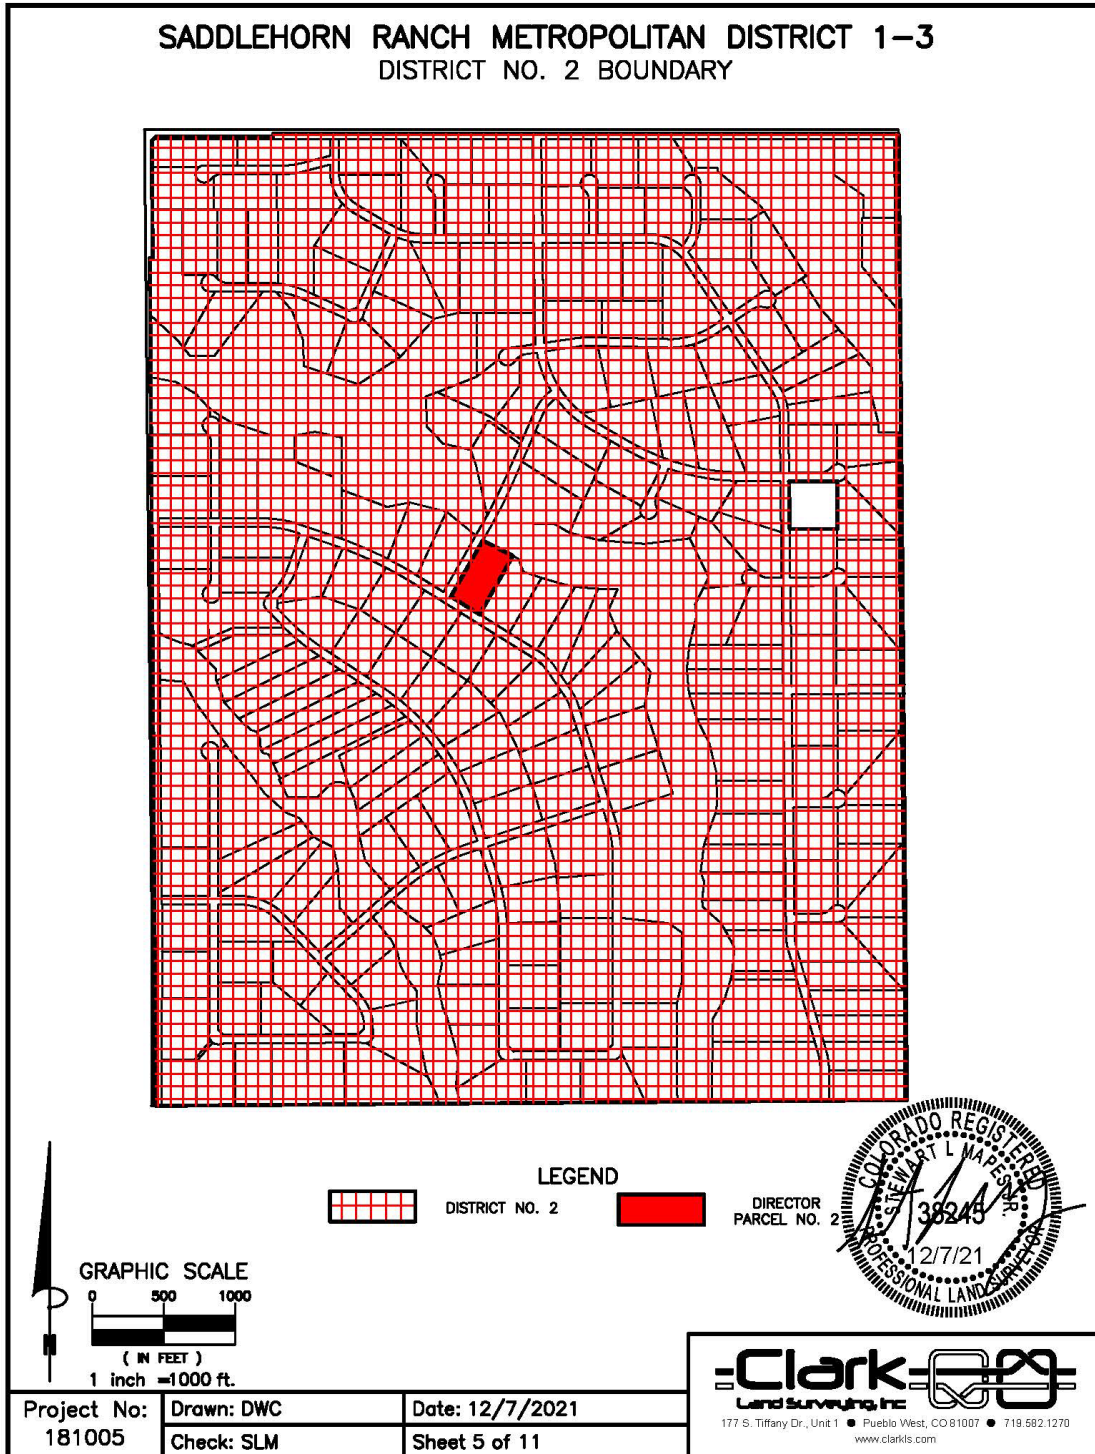 SADDLEHORN RANCH METROPOLITAN DISTRICT 1-3
DISTRICT NO. 2 BOUNDARY
LEGEND
DISTRICT NO. 2
DIRECTOR
PARCEL NO. 2
COLORADO REGISTERED
STEWART L MAPES JR.
38245
12/7/21
PROFESSIONAL LAND SURVEYOR
GRAPHIC SCALE
0 500 1000
( IN FEET )
1 inch =1000 ft.
N
Clark
Land Surveying, Inc
177 S. Tiffany Dr., Unit 1 ● Pueblo West, CO 81007 ● 719.582.1270
www.clarkls.com
Project No:
181005
Drawn: DWC
Date: 12/7/2021
Check: SLM
Sheet 5 of 11